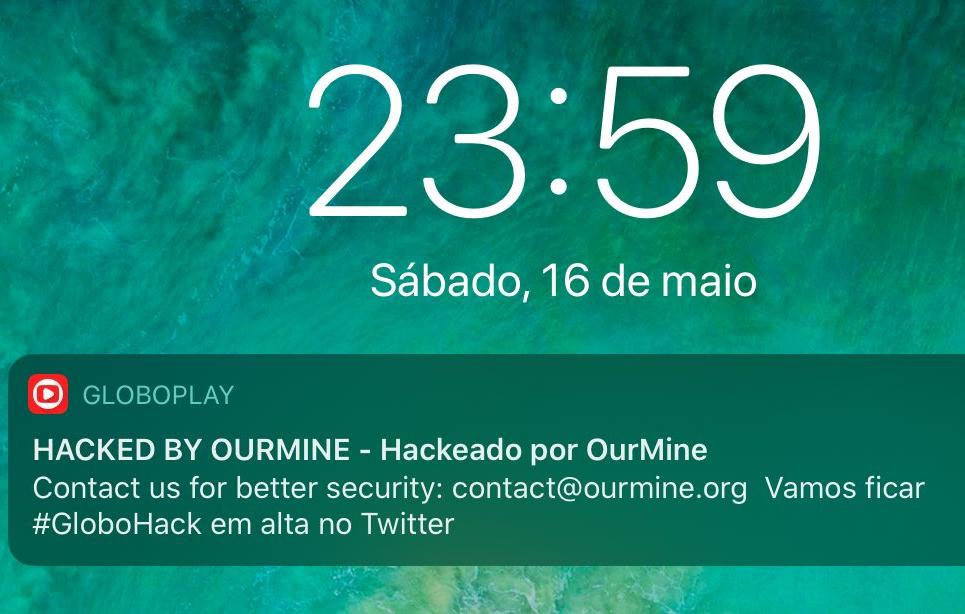 23:59
Sábado, 16 de maio
GLOBOPLAY
HACKED BY OURMINE - Hackeado por OurMine
Contact us for better security: contact@ourmine.org Vamos ficar
#GloboHack em alta no Twitter